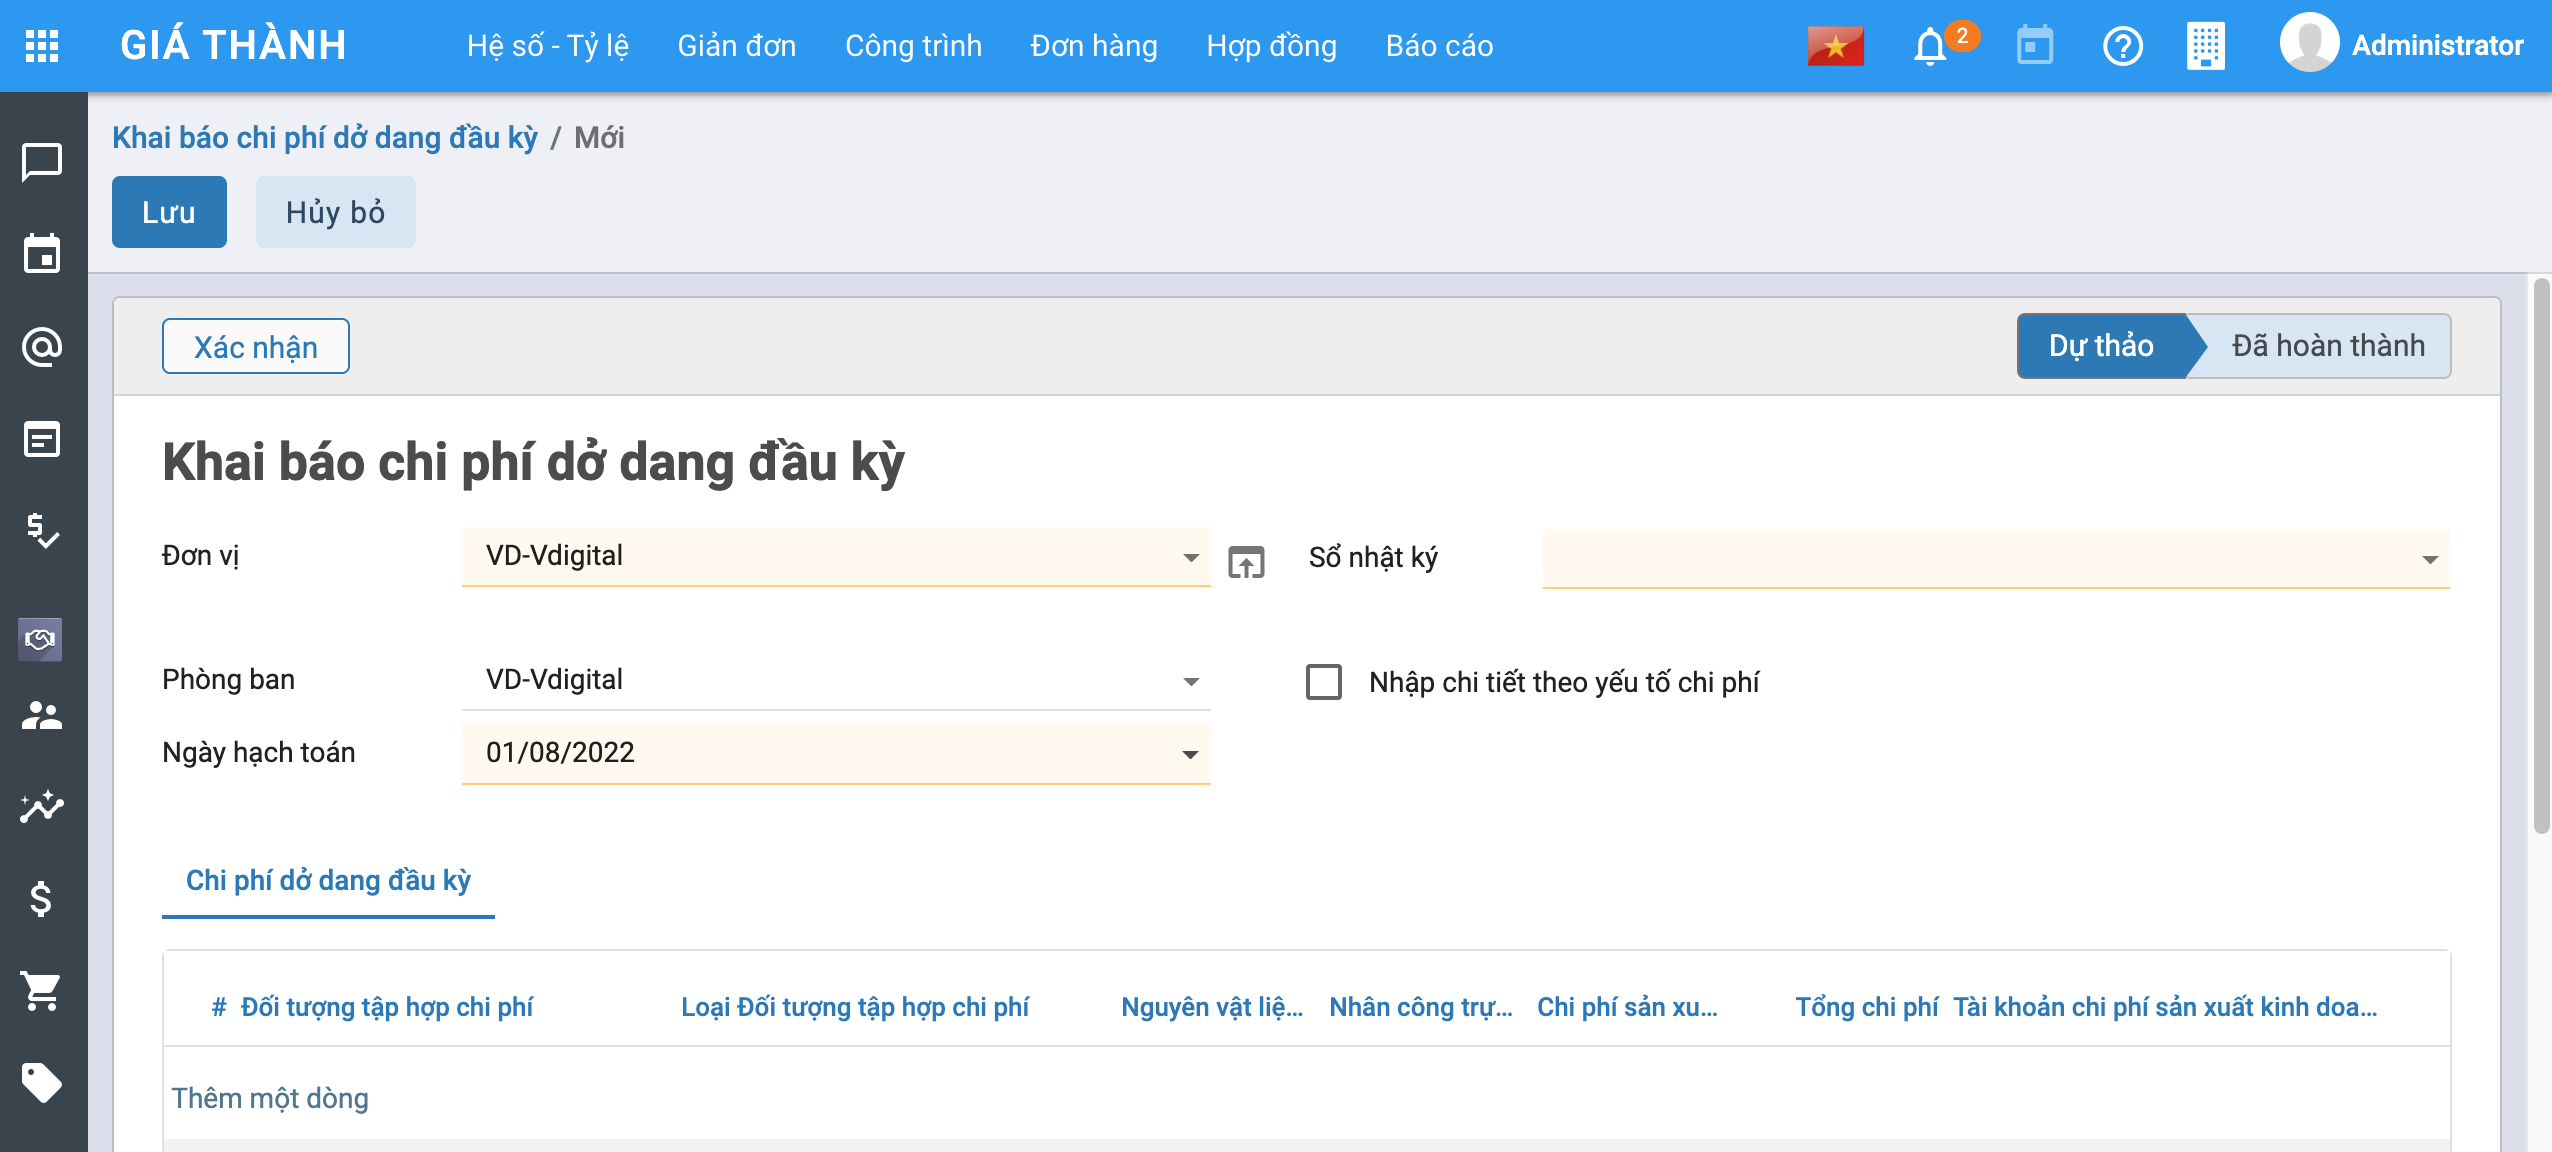 GIÁ THÀNH Hệ số - Tỷ lệ Giản đơn Công trình Đơn hàng Hợp đồng Báo cáo 2 Administrator
Khai báo chi phí dở dang đầu kỳ / Mới
Lưu Hủy bỏ
Xác nhận Dự thảo Đã hoàn thành
Khai báo chi phí dở dang đầu kỳ
Đơn vị VD-Vdigital Sổ nhật ký
Phòng ban VD-Vdigital Nhập chi tiết theo yếu tố chi phí
Ngày hạch toán 01/08/2022
Chi phí dở dang đầu kỳ
# Đối tượng tập hợp chi phí Loại Đối tượng tập hợp chi phí Nguyên vật liệ... Nhân công trự... Chi phí sản xu... Tổng chi phí Tài khoản chi phí sản xuất kinh doa...
Thêm một dòng